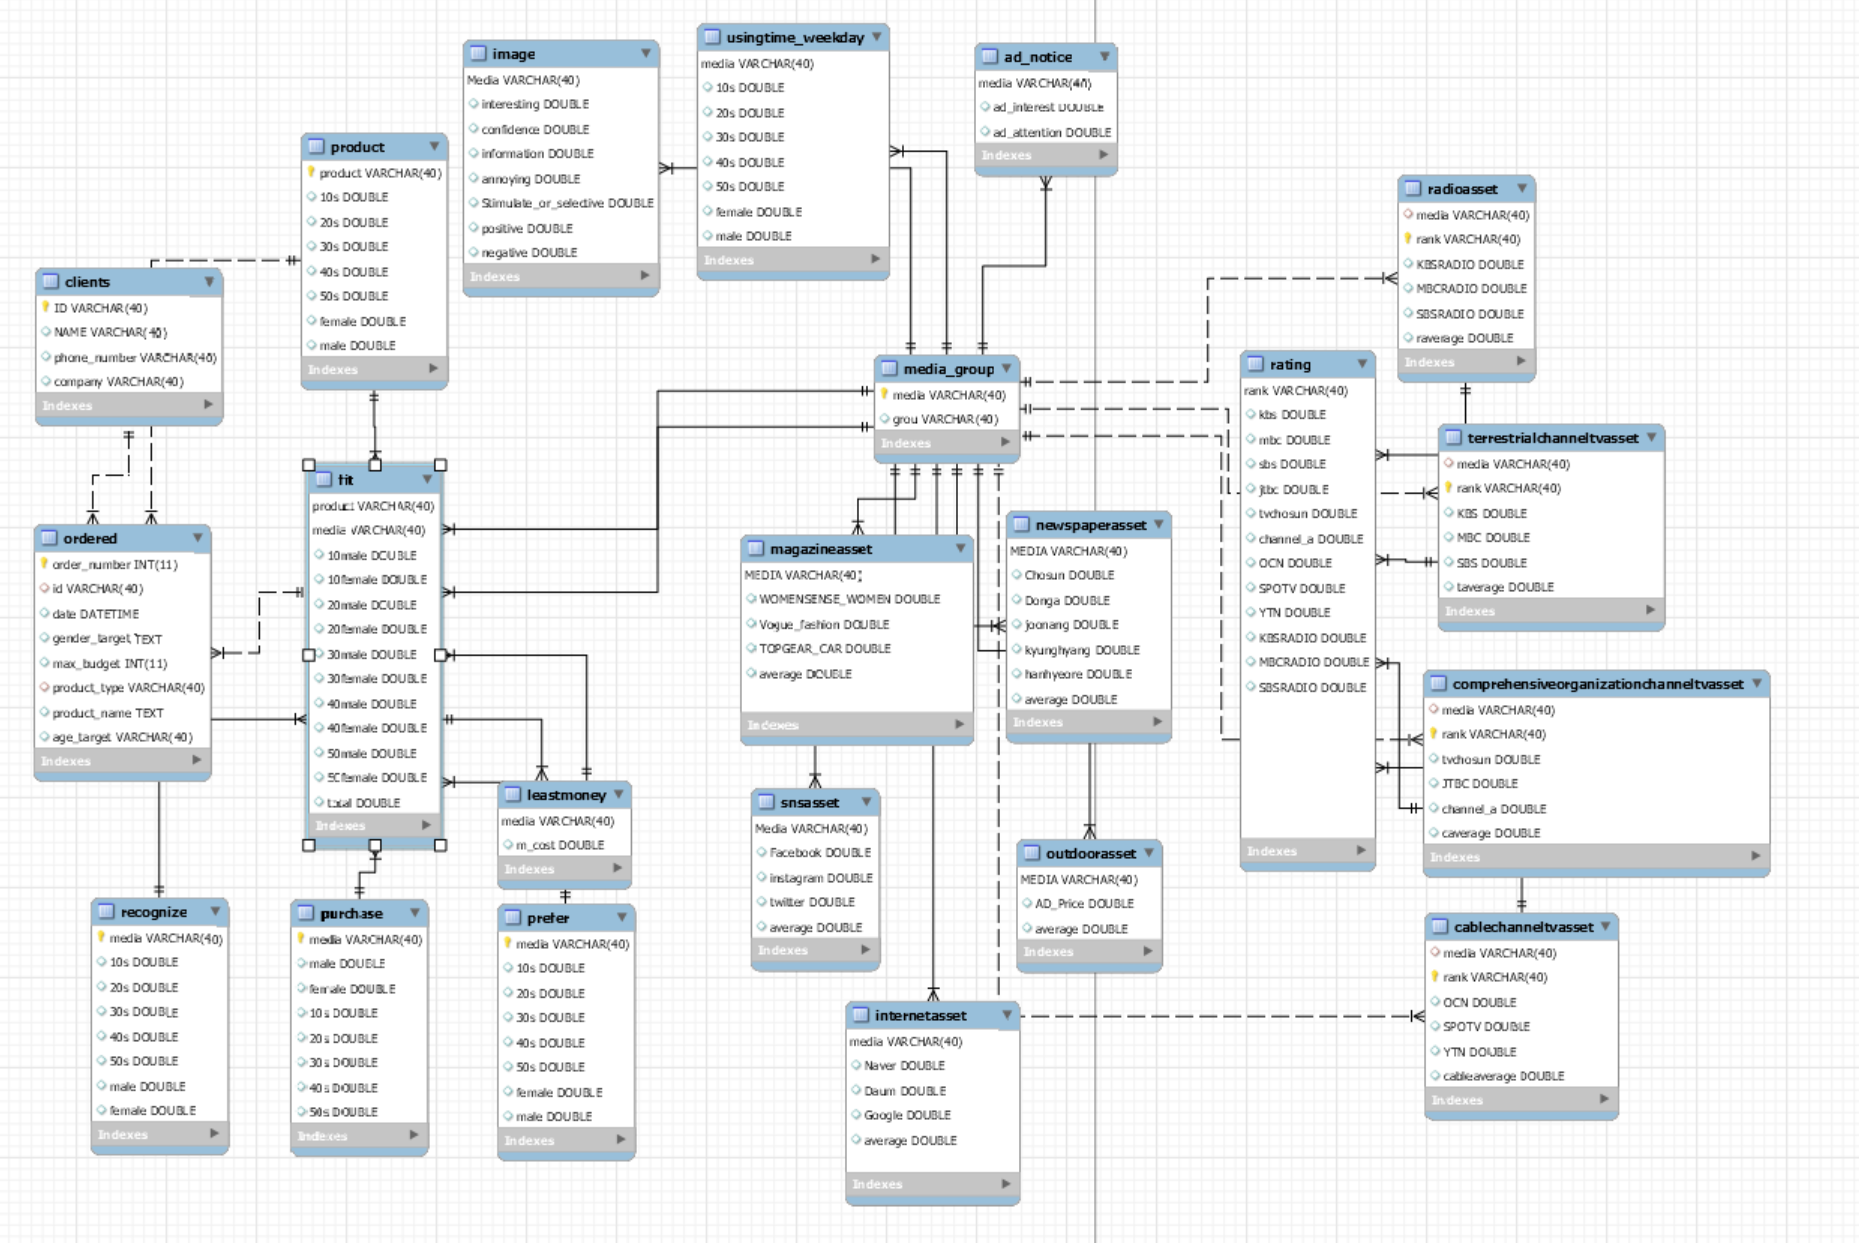 image
Media VARCHAR(40)
interesting DOUBLE
confidence DOUBLE
information DOUBLE
annoying DOUBLE
Stimulate_or_selective DOUBLE
positive DOUBLE
negative DOUBLE
Indexes
usingtime_weekday
media VARCHAR(40)
10s DOUBLE
20s DOUBLE
30s DOUBLE
40s DOUBLE
50s DOUBLE
female DOUBLE
male DOUBLE
Indexes
ad_notice
media VARCHAR(40)
ad_interest DOUBLE
ad_attention DOUBLE
Indexes
product
product VARCHAR(40)
10s DOUBLE
20s DOUBLE
30s DOUBLE
40s DOUBLE
50s DOUBLE
female DOUBLE
male DOUBLE
Indexes
radioasset
media VARCHAR(40)
rank VARCHAR(40)
KBSRADIO DOUBLE
MBCRADIO DOUBLE
SBSRADIO DOUBLE
raverage DOUBLE
Indexes
clients
ID VARCHAR(40)
NAME VARCHAR(40)
phone_number VARCHAR(40)
company VARCHAR(40)
Indexes
media_group
media VARCHAR(40)
grou VARCHAR(40)
Indexes
rating
rank VARCHAR(40)
kbs DOUBLE
mbc DOUBLE
sbs DOUBLE
jtbc DOUBLE
tvchosun DOUBLE
channel_a DOUBLE
OCN DOUBLE
SPOTV DOUBLE
YTN DOUBLE
KBSRADIO DOUBLE
MBCRADIO DOUBLE
SBSRADIO DOUBLE
Indexes
terrestrialchanneltvasset
media VARCHAR(40)
rank VARCHAR(40)
KBS DOUBLE
MBC DOUBLE
SBS DOUBLE
taverage DOUBLE
Indexes
fit
product VARCHAR(40)
media VARCHAR(40)
10male DOUBLE
10female DOUBLE
20male DOUBLE
20female DOUBLE
30male DOUBLE
30female DOUBLE
40male DOUBLE
40female DOUBLE
50male DOUBLE
50female DOUBLE
total DOUBLE
Indexes
ordered
order_number INT(11)
id VARCHAR(40)
date DATETIME
gender_target TEXT
max_budget INT(11)
product_type VARCHAR(40)
product_name TEXT
age_target VARCHAR(40)
Indexes
magazineasset
MEDIA VARCHAR(40)
WOMENSENSE_WOMEN DOUBLE
Vogue_fashion DOUBLE
TOPGEAR_CAR DOUBLE
average DOUBLE
Indexes
newspaperasset
MEDIA VARCHAR(40)
Chosun DOUBLE
Donga DOUBLE
joonang DOUBLE
kyunghyang DOUBLE
hanhyeore DOUBLE
average DOUBLE
Indexes
comprehensiveorganizationchanneltvasset
media VARCHAR(40)
rank VARCHAR(40)
tvchosun DOUBLE
JTBC DOUBLE
channel_a DOUBLE
caverage DOUBLE
Indexes
leastmoney
media VARCHAR(40)
m_cost DOUBLE
Indexes
snsasset
Media VARCHAR(40)
Facebook DOUBLE
instagram DOUBLE
twitter DOUBLE
average DOUBLE
Indexes
outdoorasset
MEDIA VARCHAR(40)
AD_Price DOUBLE
average DOUBLE
Indexes
recognize
media VARCHAR(40)
10s DOUBLE
20s DOUBLE
30s DOUBLE
40s DOUBLE
50s DOUBLE
male DOUBLE
female DOUBLE
Indexes
purchase
media VARCHAR(40)
male DOUBLE
female DOUBLE
10s DOUBLE
20s DOUBLE
30s DOUBLE
40s DOUBLE
50s DOUBLE
Indexes
prefer
media VARCHAR(40)
10s DOUBLE
20s DOUBLE
30s DOUBLE
40s DOUBLE
50s DOUBLE
female DOUBLE
male DOUBLE
Indexes
cablechanneltvasset
media VARCHAR(40)
rank VARCHAR(40)
OCN DOUBLE
SPOTV DOUBLE
YTN DOUBLE
cableaverage DOUBLE
Indexes
internetasset
media VARCHAR(40)
Naver DOUBLE
Daum DOUBLE
Google DOUBLE
average DOUBLE
Indexes